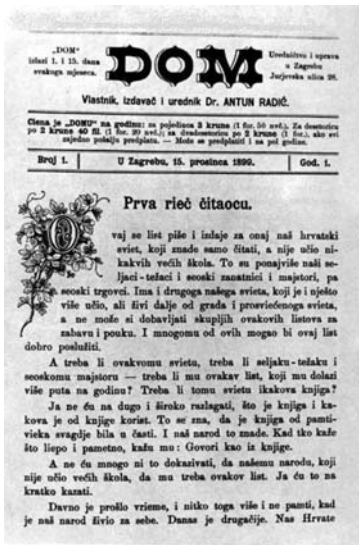 „DOM"
izlazi 1. i 15. dana
svakoga mjeseca.
DOM
Uredničtvo i uprava
u Zagrebu
Jurjevska ulica 26.
Vlastnik, izdavač i urednik Dr. ANTUN RADIĆ.
Ciena je „DOMU" na godinu: za pojedinca 3 krune (1 for. 50 nvč.). Za desetoricu
po 2 krune 40 fil. (1 for. 20 nvč.); za dvadesetoricu po 2 krune (1 for.), ako svi
zajedno pošalju predplatu. — Može se predplatiti i na pol godine.
Broj 1.
U Zagrebu, 15. prosinca 1899.
God. 1.
Prva rieč čitaocu.
Ovaj se list piše i izdaje za onaj naš hrvatski
sviet, koji znade samo čitati, a nije učio ni-
kakvih većih škola. To su ponajviše naši se-
ljaci-težaci i seoski zanatnici i majstori, pa
seoski trgovci. Ima i drugoga našega svieta, koji je i nješto
više učio, ali živi dalje od grada i prosviećenoga svieta,
a ne može si dobavljati skupljih ovakovih listova za
zabavu i pouku. I mnogomu od ovih mogao bi ovaj list
dobro poslužiti.
A treba li ovakvomu svietu, treba li seljaku-težaku i
seoskomu majstoru — treba li mu ovakav list, koji mu dolazi
više puta na godinu? Treba li tomu svietu ikakova knjiga?
Ja ne ću na dugo i široko razlagati, što je knjiga i ka-
kova je od knjige korist. To se zna, da je knjiga od pamti-
vieka svagdje bila u časti. I naš narod to znade. Kad tko kaže
što liepo i pametno, kažu mu: Govori kao iz knjige.
A ne ću mnogo ni to dokazivati, da našemu narodu, koji
nije učio većih škola, da mu treba ovakov list. Ja ću to na
kratko kazati.
Davno je prošlo vrieme, i nitko toga više i ne pamti, kad
je naš narod živio za sebe. Danas je drugačije. Nas Hrvate